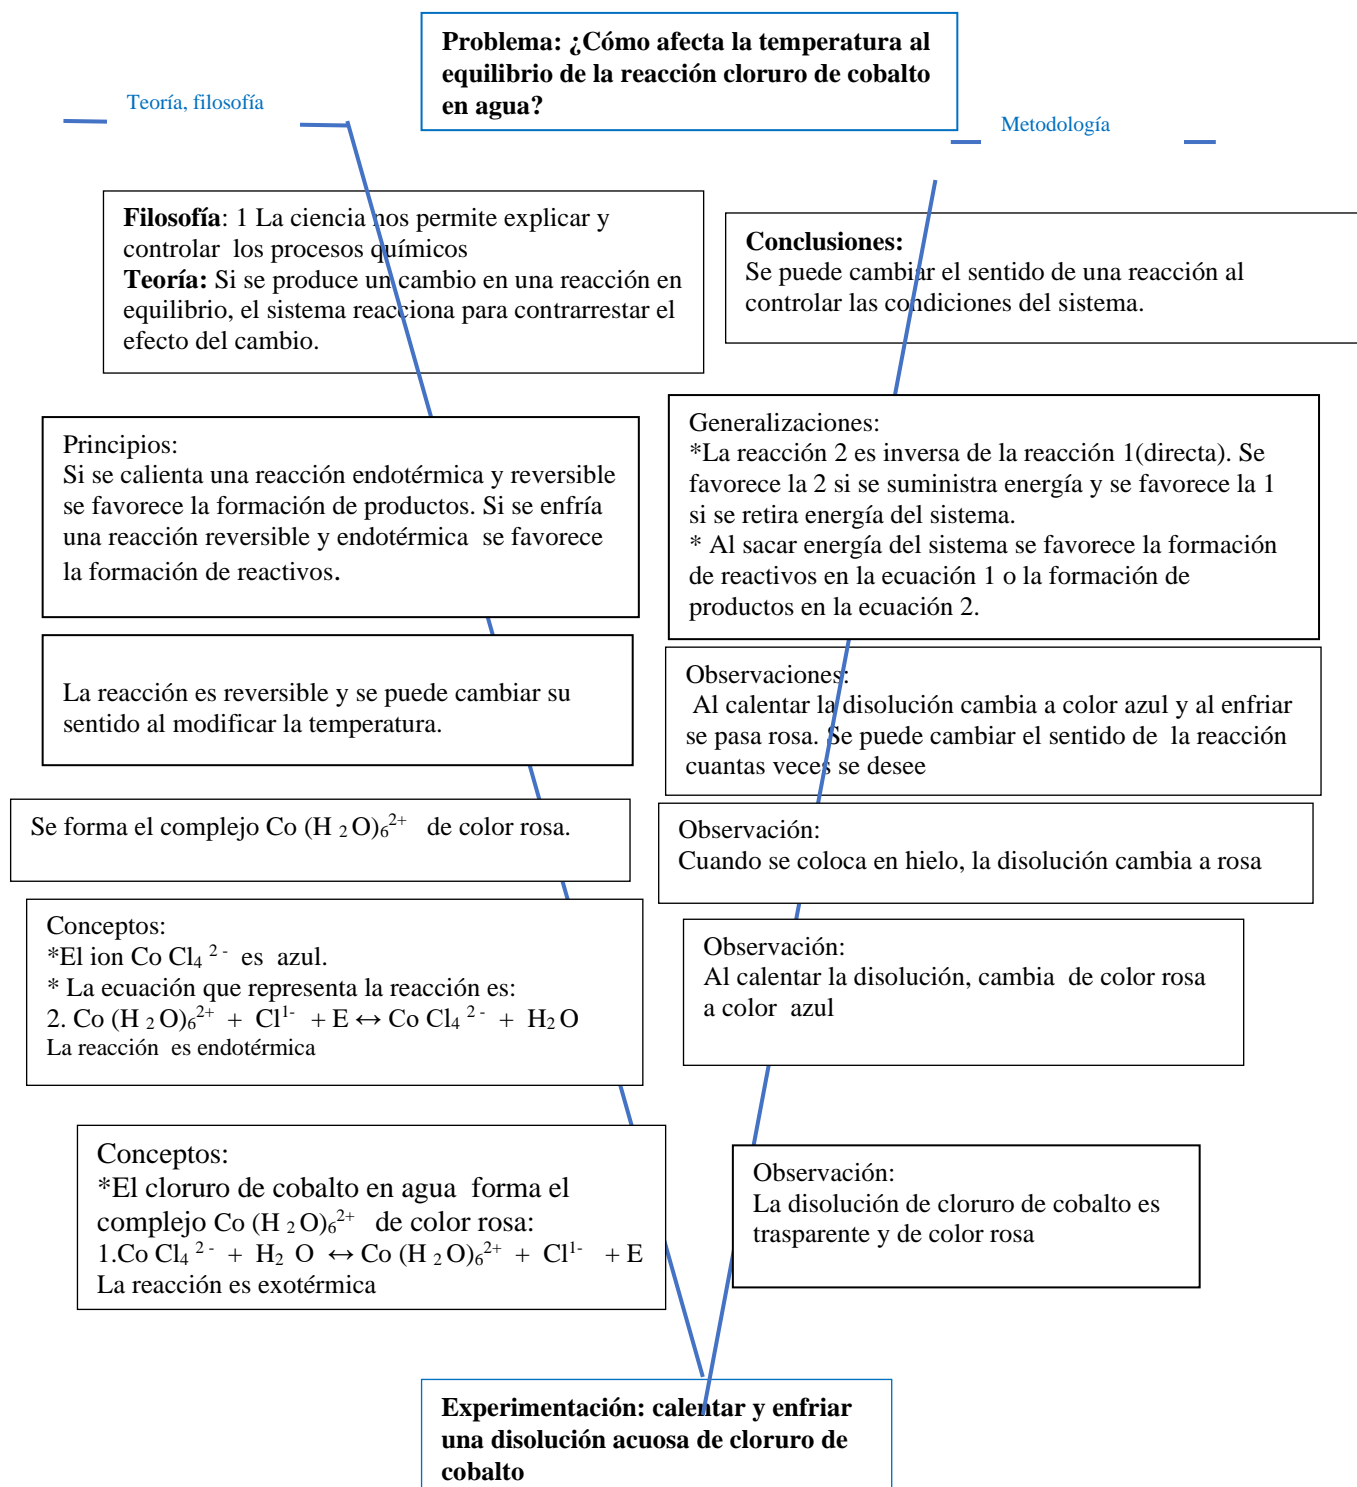 Problema: ¿Cómo afecta la temperatura al
equilibrio de la reacción cloruro de cobalto
en agua?
Teoría, filosofía
Metodología
Filosofía: 1 La ciencia nos permite explicar y
controlar los procesos químicos
Teoría: Si se produce un cambio en una reacción en
equilibrio, el sistema reacciona para contrarrestar el
efecto del cambio.
Conclusiones:
Se puede cambiar el sentido de una reacción al
controlar las condiciones del sistema.
Principios:
Si se calienta una reacción endotérmica y reversible
se favorece la formación de productos. Si se enfría
una reacción reversible y endotérmica se favorece
la formación de reactivos.
Generalizaciones:
*La reacción 2 es inversa de la reacción 1(directa). Se
favorece la 2 si se suministra energía y se favorece la 1
si se retira energía del sistema.
* Al sacar energía del sistema se favorece la formación
de reactivos en la ecuación 1 o la formación de
productos en la ecuación 2.
La reacción es reversible y se puede cambiar su
sentido al modificar la temperatura.
Observaciones:
Al calentar la disolución cambia a color azul y al enfriar
se pasa rosa. Se puede cambiar el sentido de la reacción
cuantas veces se desee
Se forma el complejo Co (H ₂ O)₆²⁺ de color rosa.
Observación:
Cuando se coloca en hielo, la disolución cambia a rosa
Conceptos:
*El ion Co Cl₄ ²⁻ es azul.
* La ecuación que representa la reacción es:
2. Co (H ₂ O)₆²⁺ + Cl¹⁻ + E ↔ Co Cl₄ ²⁻ + H₂ O
La reacción es endotérmica
Observación:
Al calentar la disolución, cambia de color rosa
a color azul
Conceptos:
*El cloruro de cobalto en agua forma el
complejo Co (H ₂ O)₆²⁺ de color rosa:
1.Co Cl₄ ²⁻ + H₂ O ↔ Co (H ₂ O)₆²⁺ + Cl¹⁻ + E
La reacción es exotérmica
Observación:
La disolución de cloruro de cobalto es
trasparente y de color rosa
Experimentación: calentar y enfriar
una disolución acuosa de cloruro de
cobalto